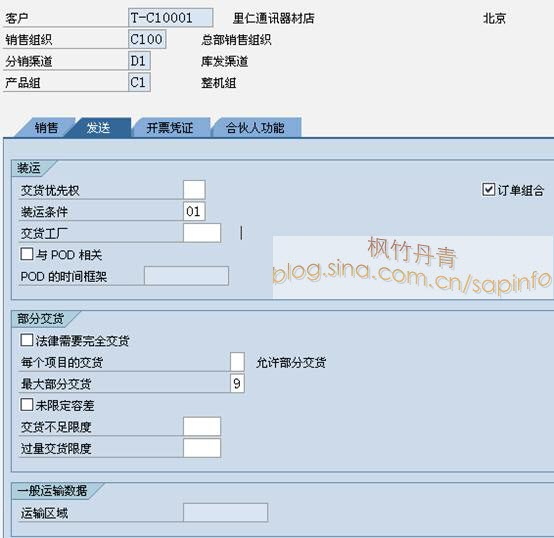 客户 T-C10001 里仁通讯器材店 北京
销售组织 C100 总部销售组织
分销渠道 D1 库发渠道
产品组 C1 整机组
销售 发送 开票凭证 合伙人功能
装运
交货优先权 订单组合
装运条件 01
交货工厂
与 POD 相关
POD 的时间框架
枫竹丹青
blog.sina.com.cn/sapinfo
部分交货
法律需要完全交货
每个项目的交货 允许部分交货
最大部分交货 9
未限定容差
交货不足限度
过量交货限度
一般运输数据
运输区域